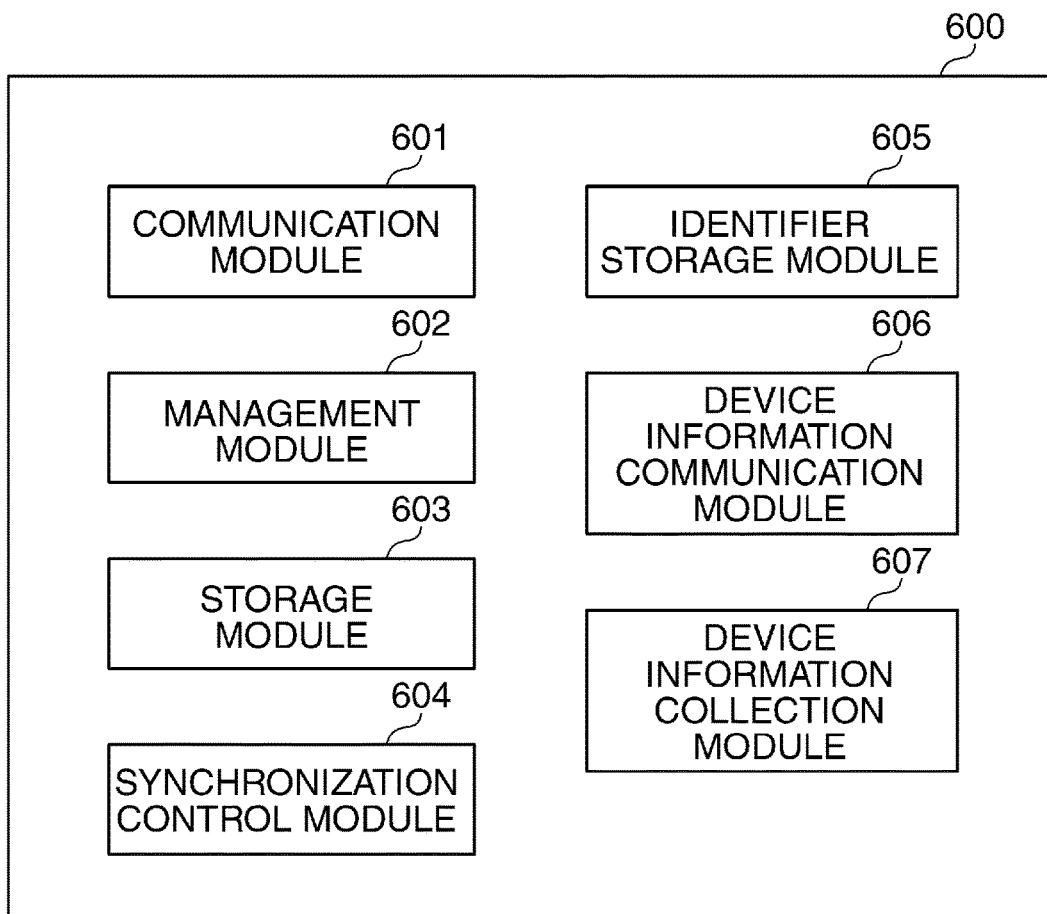 600
601
COMMUNICATION
MODULE
602
MANAGEMENT
MODULE
603
STORAGE
MODULE
604
SYNCHRONIZATION
CONTROL MODULE
605
IDENTIFIER
STORAGE MODULE
606
DEVICE
INFORMATION
COMMUNICATION
MODULE
607
DEVICE
INFORMATION
COLLECTION
MODULE